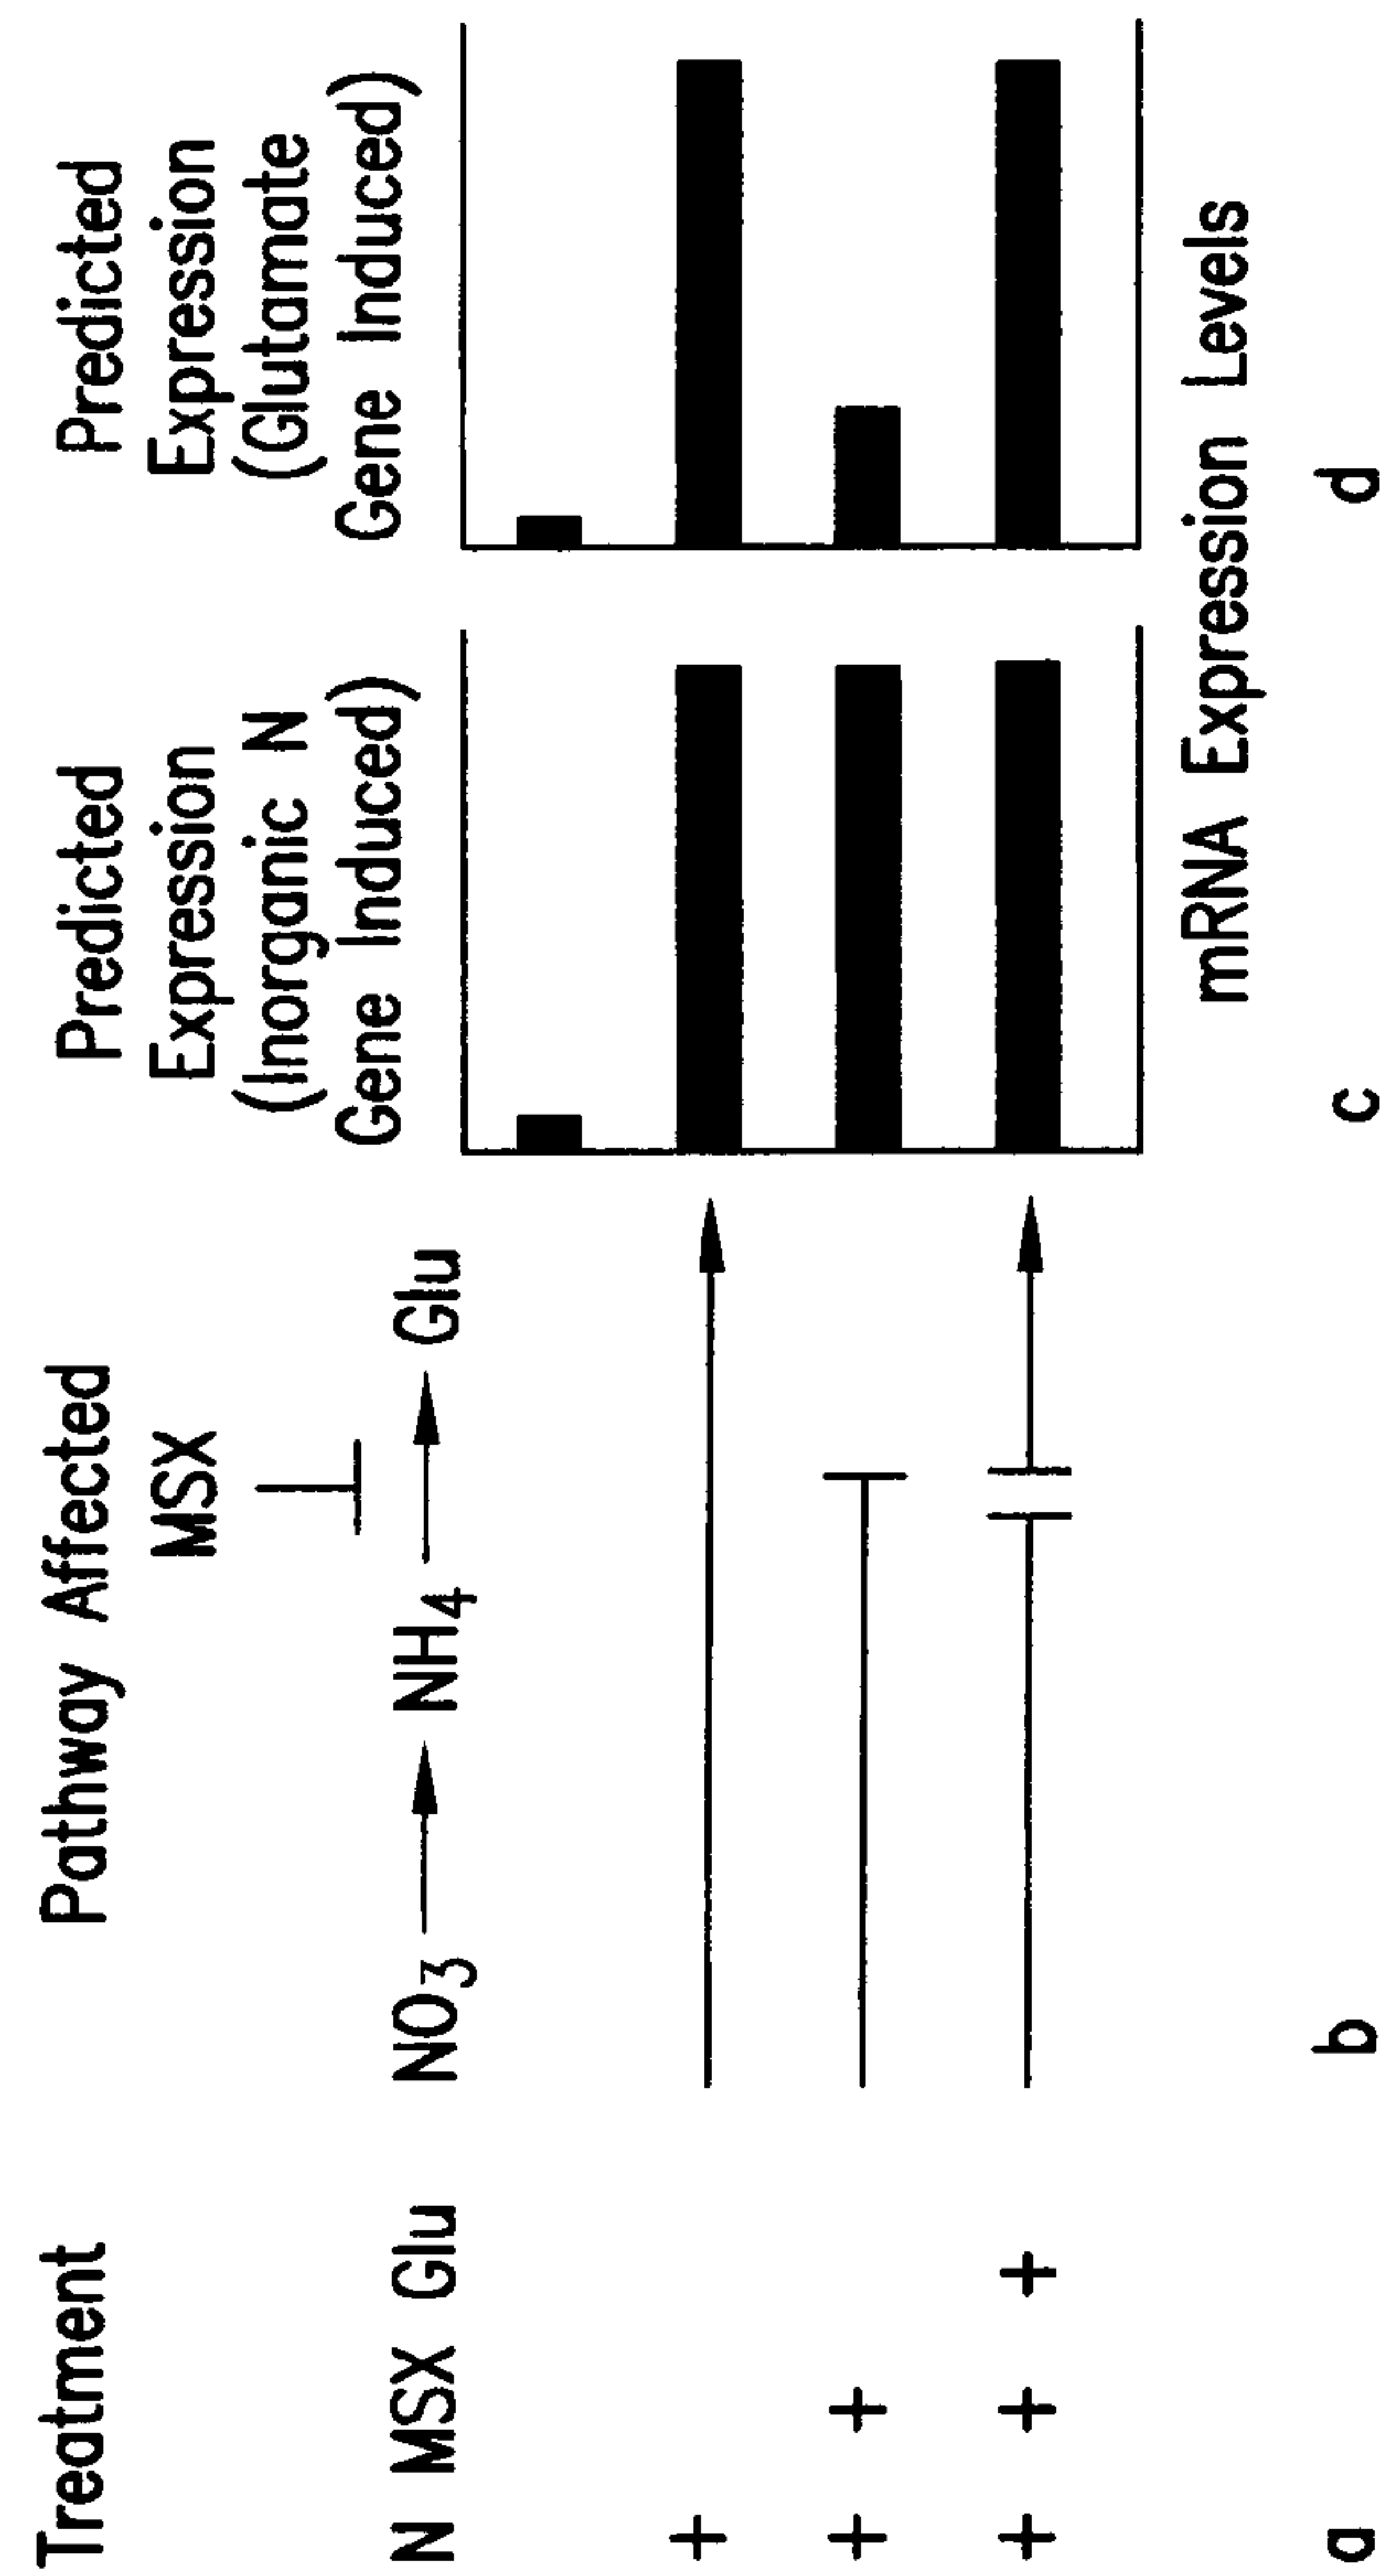 Treatment
N MSX Glu
+
+ +
+ + +
a
Pathway Affected
MSX
NO3 NH4 Glu
b
Predicted
Expression
(Inorganic N
Gene Induced)
c
Predicted
Expression
(Glutamate
Gene Induced)
d
mRNA Expression Levels